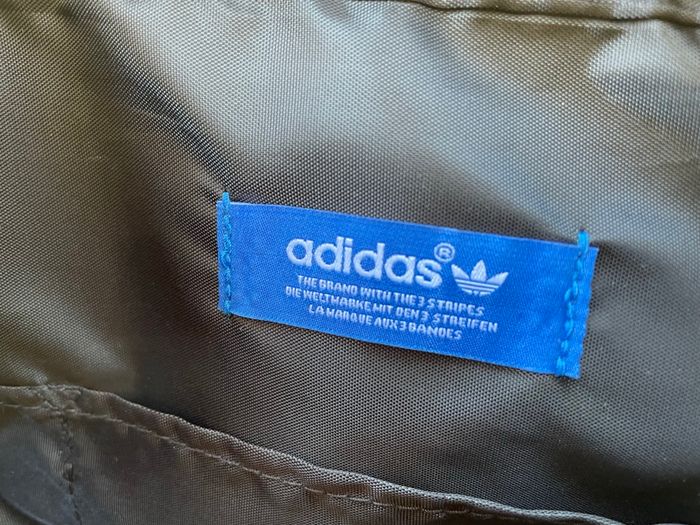 adidas®
THE BRAND WITH THE 3 STRIPES
DIE WELTMARKE MIT DEN 3 STREIFEN
LA MARQUE AUX 3 BANDES